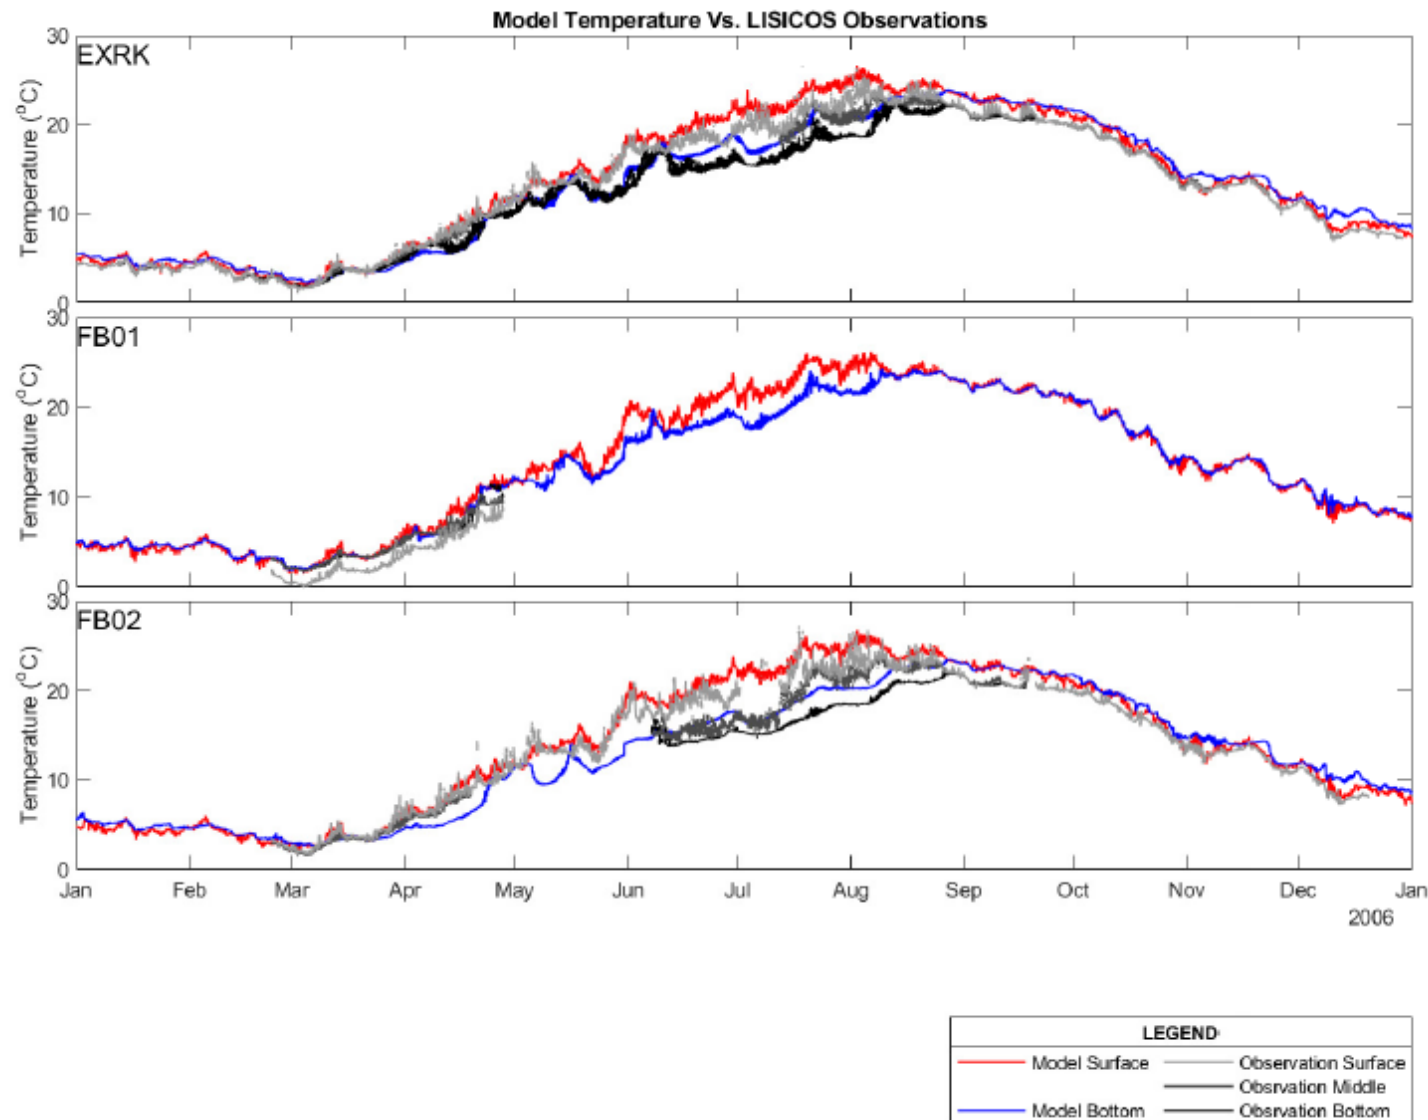 Model Temperature Vs. LISICOS Observations
EXRK
30
20
10
0
Temperature (°C)
FB01
30
20
10
0
Temperature (°C)
FB02
30
20
10
0
Temperature (°C)
Jan Feb Mar Apr May Jun Jul Aug Sep Oct Nov Dec Jan
2006
LEGEND
Model Surface Observation Surface
Obsrvation Middle
Model Bottom Observation Bottom